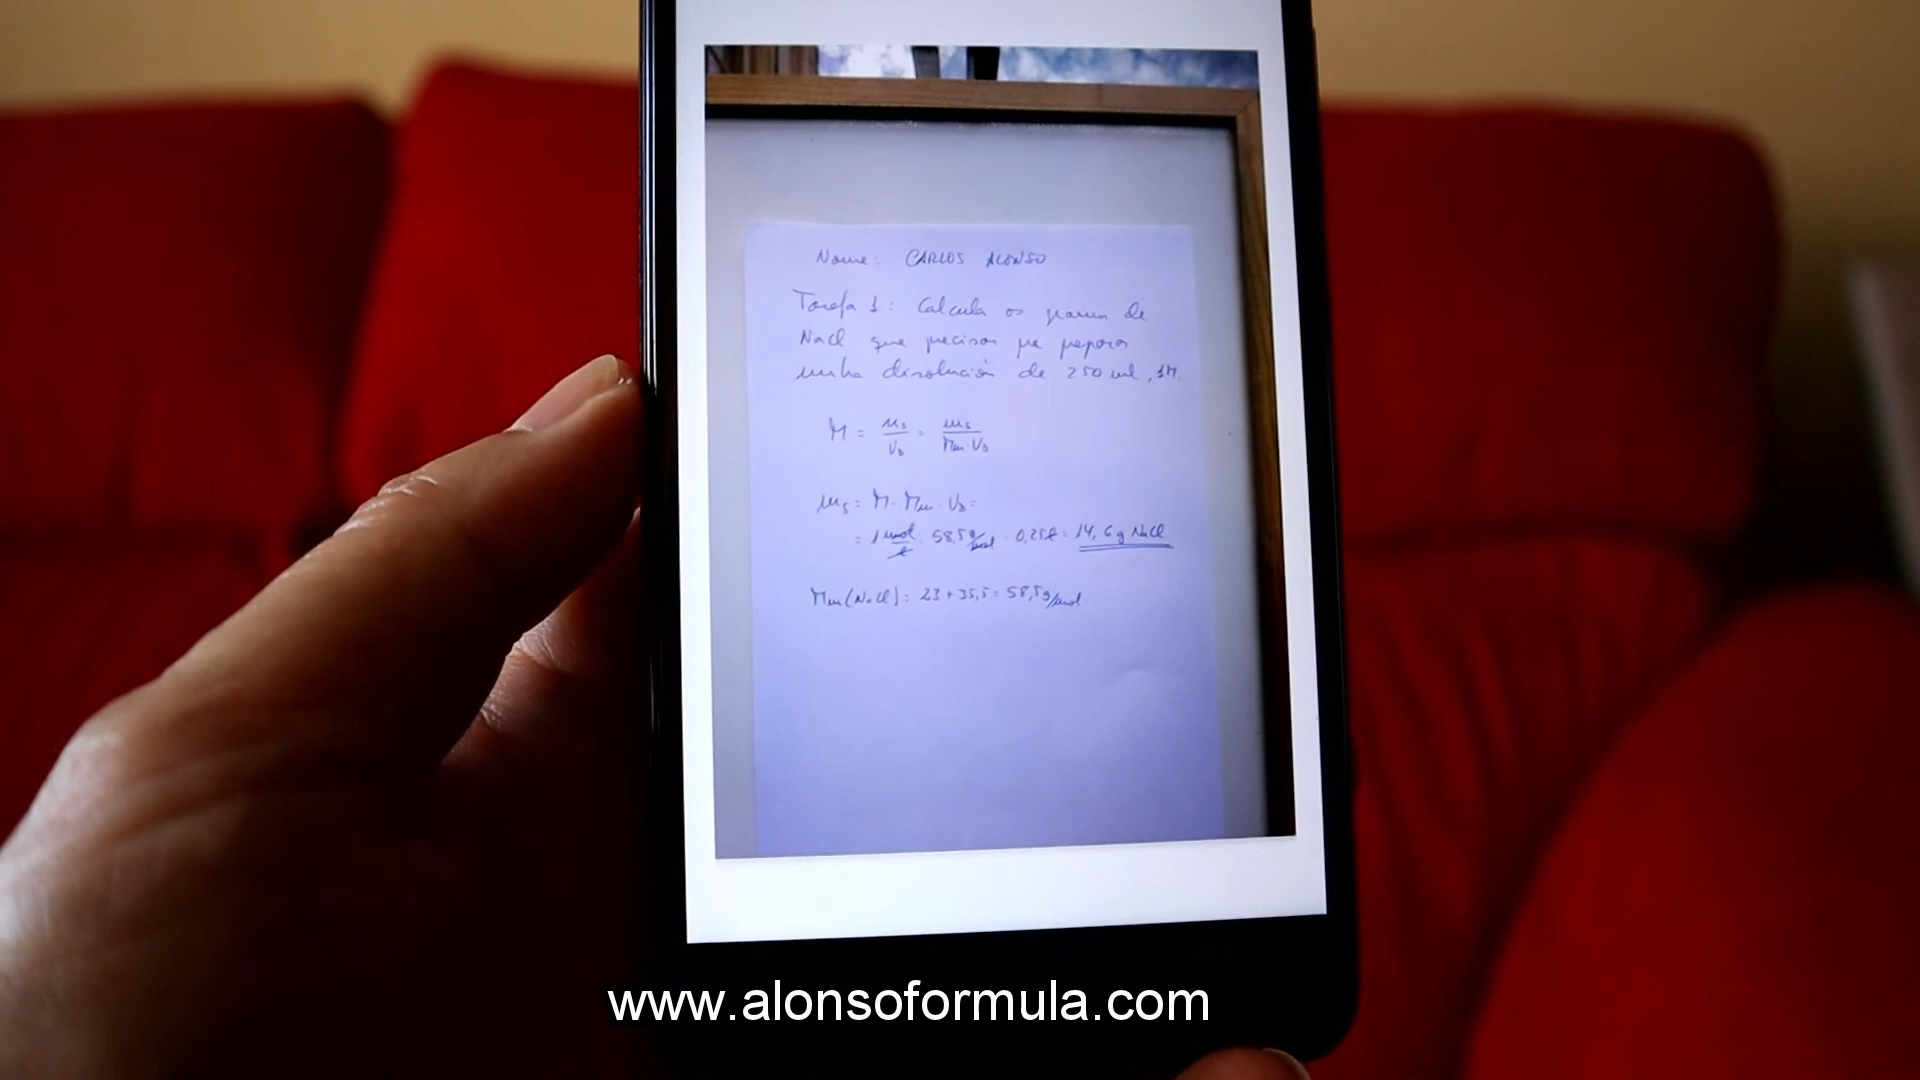 Nome: CARLOS ALONSO
Tarefa 1: Calcula os gramos de
NaCl que precisas pa preparar
unha disolución de 250 ml, 1M.
M = ns/VD = ms/Mm·VD
ms = M·Mm·VD =
= 1 mol/l · 58,5 g/mol · 0,25 l = 14,6 g NaCl
Mm(NaCl) = 23 + 35,5 = 58,5 g/mol
www.alonsoformula.com